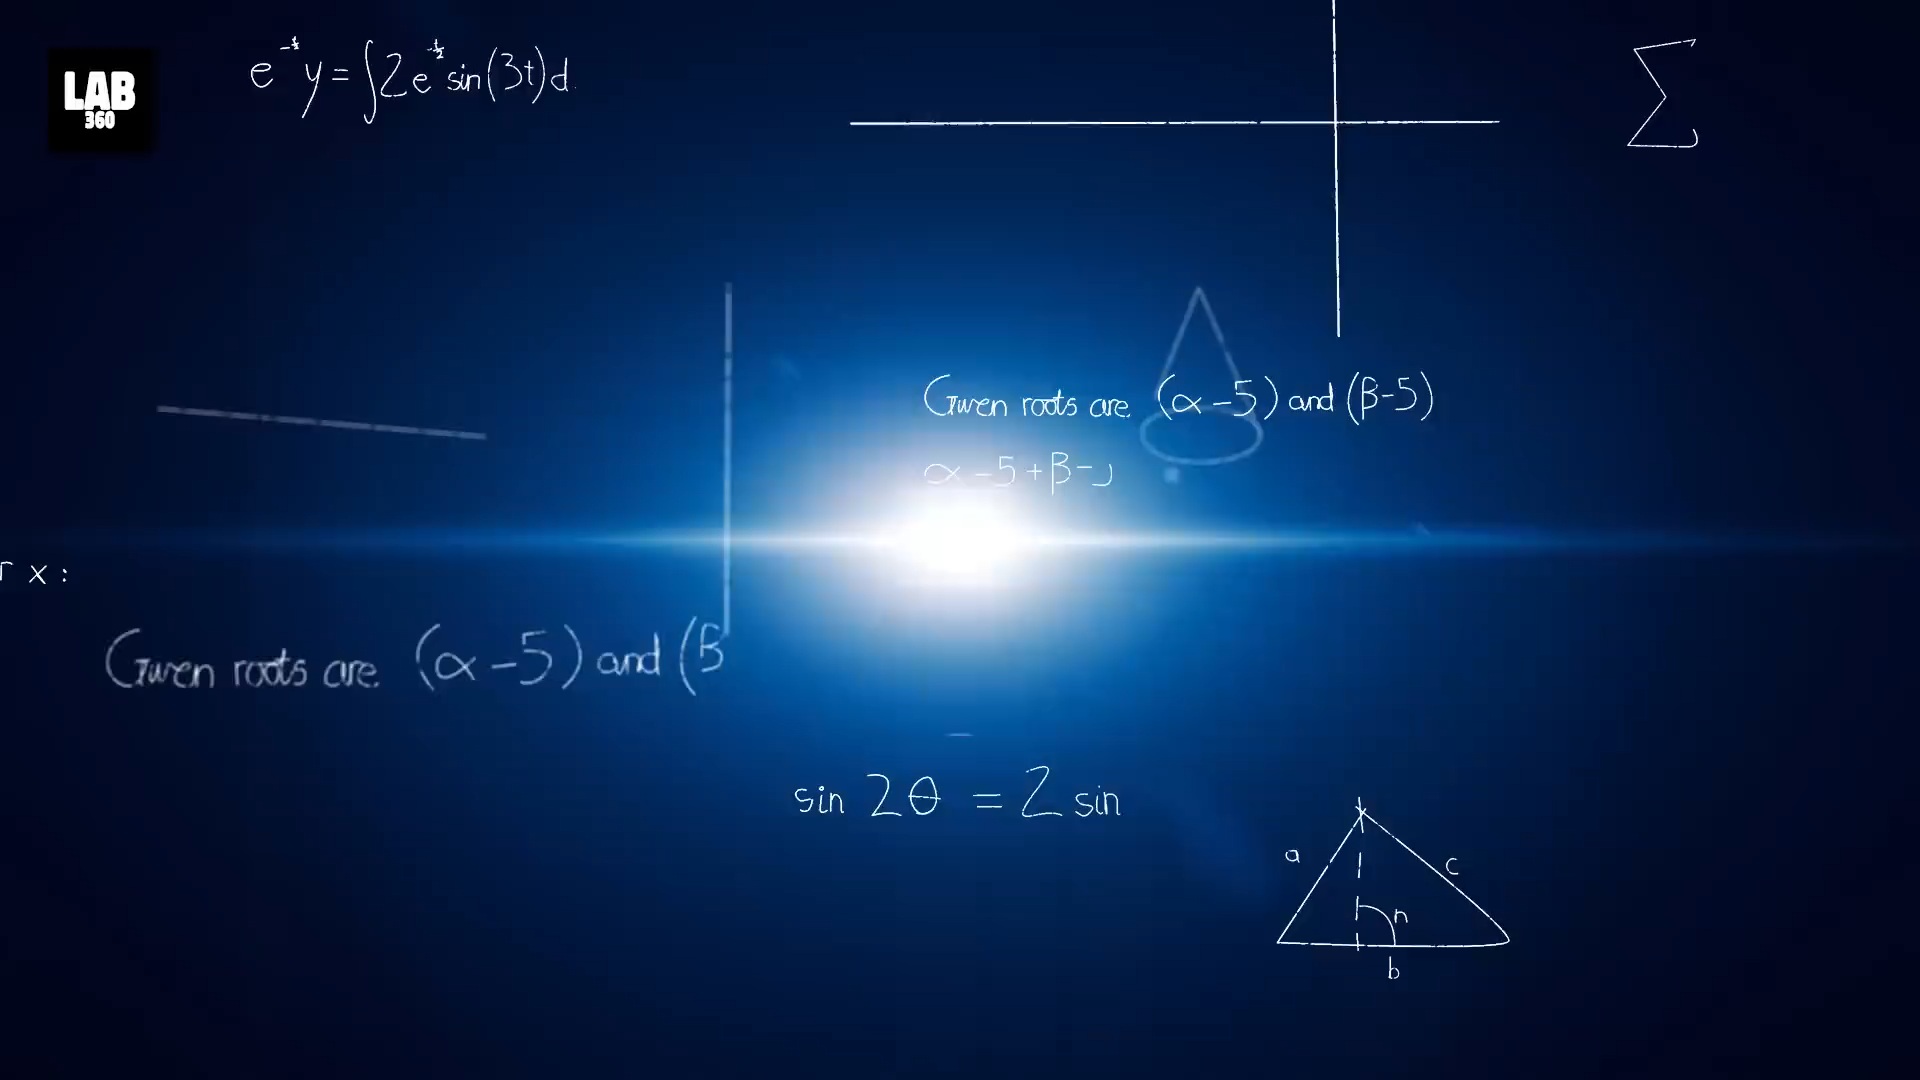 LAB
360
e y = ∫2e sin(3t)d
Σ
Given roots are (α-5) and (β-5)
α-5+β-
x:
Given roots are (α-5) and (β
sin 2θ = 2 sin
a
c
n
b